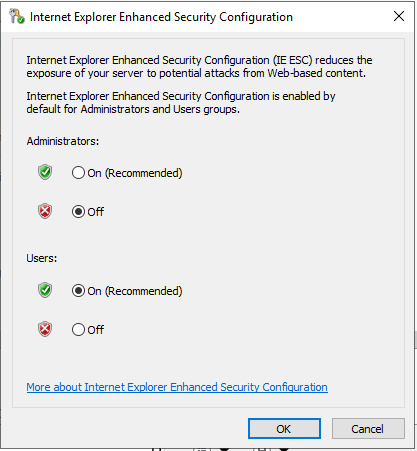 Internet Explorer Enhanced Security Configuration
Internet Explorer Enhanced Security Configuration (IE ESC) reduces the
exposure of your server to potential attacks from Web-based content.
Internet Explorer Enhanced Security Configuration is enabled by
default for Administrators and Users groups.
Administrators:
On (Recommended)
Off
Users:
On (Recommended)
Off
More about Internet Explorer Enhanced Security Configuration
OK
Cancel